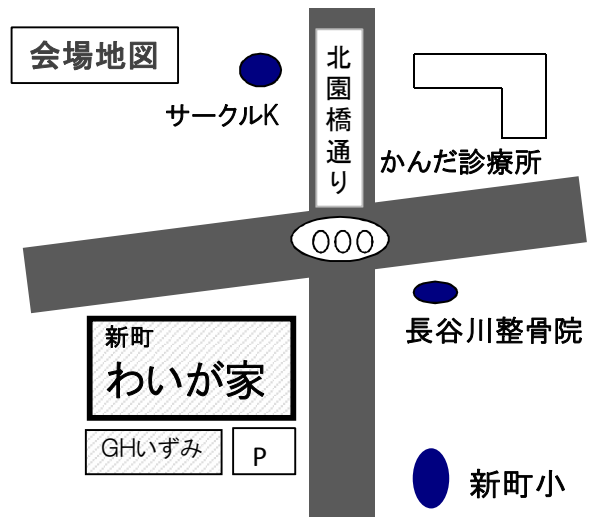 会場地図
サークルK
北園橋通り
かんだ診療所
長谷川整骨院
新町
わいが家
GHいずみ
P
新町小